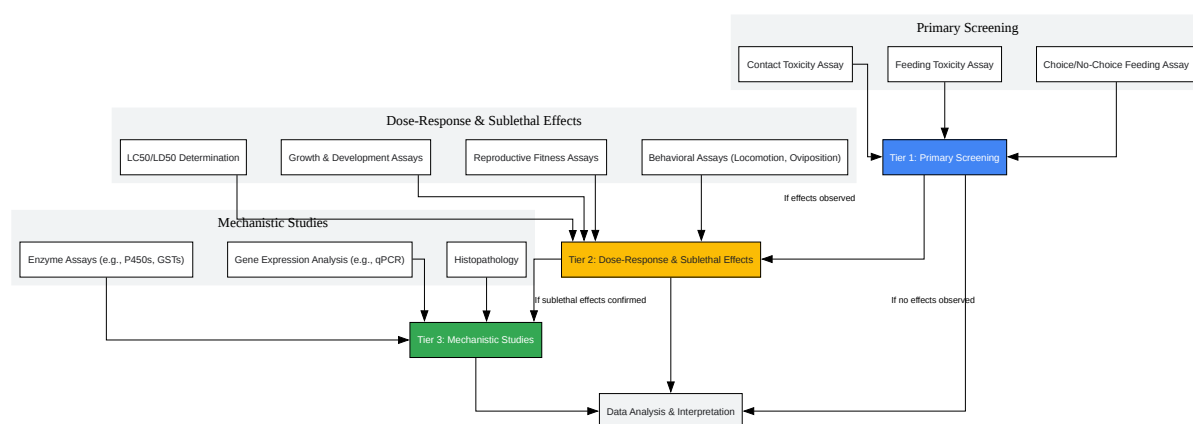 Primary Screening
Contact Toxicity Assay
Feeding Toxicity Assay
Choice/No-Choice Feeding Assay
Dose-Response & Sublethal Effects
LC50/LD50 Determination
Growth & Development Assays
Reproductive Fitness Assays
Behavioral Assays (Locomotion, Oviposition)
Tier 1: Primary Screening
If effects observed
Mechanistic Studies
Enzyme Assays (e.g., P450s, GSTs)
Gene Expression Analysis (e.g., qPCR)
Histopathology
Tier 2: Dose-Response & Sublethal Effects
If sublethal effects confirmed
If no effects observed
Tier 3: Mechanistic Studies
Data Analysis & Interpretation